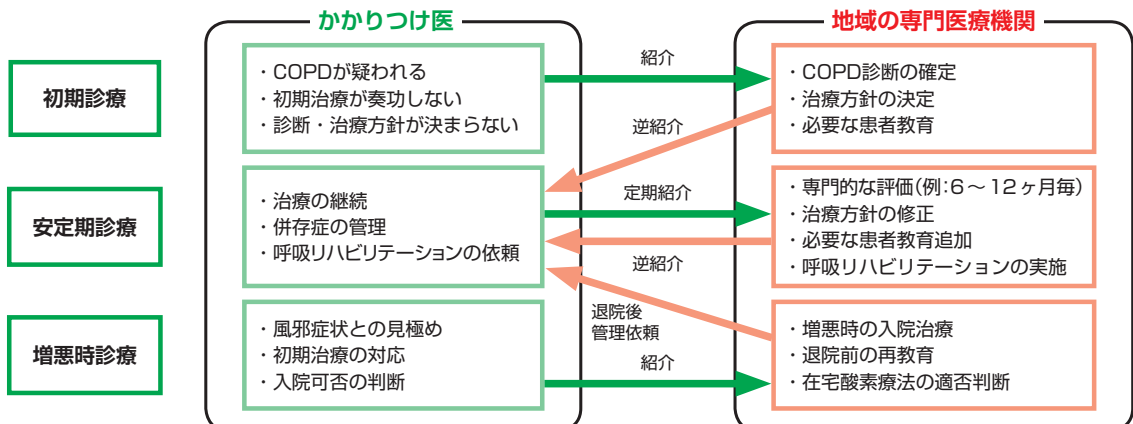 かかりつけ医
地域の専門医療機関
初期診療
・COPDが疑われる
・初期治療が奏功しない
・診断・治療方針が決まらない
紹介
逆紹介
・COPD診断の確定
・治療方針の決定
・必要な患者教育
安定期診療
・治療の継続
・併存症の管理
・呼吸リハビリテーションの依頼
定期紹介
逆紹介
・専門的な評価(例:6～12ヶ月毎)
・治療方針の修正
・必要な患者教育追加
・呼吸リハビリテーションの実施
増悪時診療
・風邪症状との見極め
・初期治療の対応
・入院可否の判断
退院後
管理依頼
紹介
・増悪時の入院治療
・退院前の再教育
・在宅酸素療法の適否判断